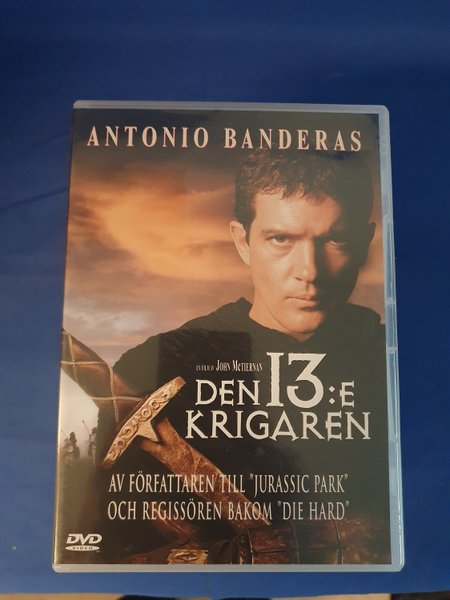 ANTONIO BANDERAS
EN FILM AV JOHN McTIERNAN
DEN 13:E
KRIGAREN
AV FÖRFATTAREN TILL "JURASSIC PARK"
OCH REGISSÖREN BAKOM "DIE HARD"
DVD
VIDEO